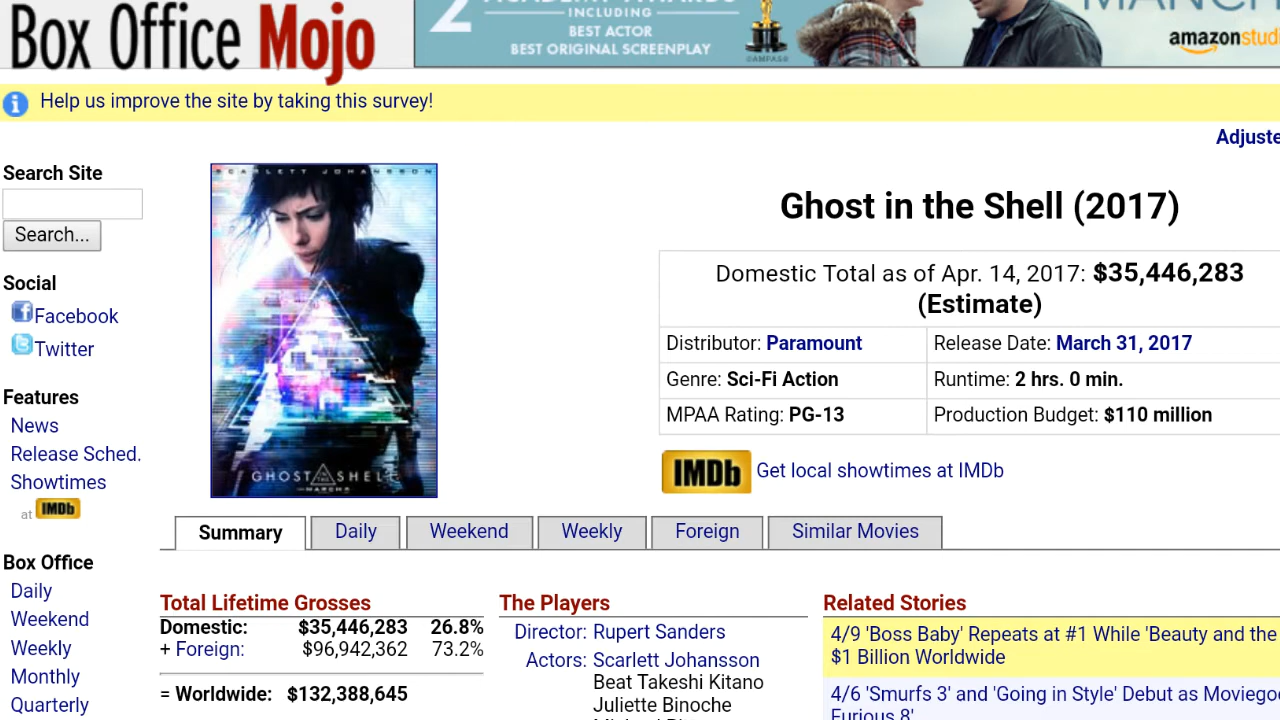 Box Office Mojo
2
ACADEMY AWARDS
INCLUDING
BEST ACTOR
BEST ORIGINAL SCREENPLAY
©AMPAS®
MANCH
amazonstudi
Help us improve the site by taking this survey!
Adjuste
Search Site
Search...
Social
Facebook
Twitter
Features
News
Release Sched.
Showtimes
at IMDb
Box Office
Daily
Weekend
Weekly
Monthly
Quarterly
SCARLETT JOHANSSON
GHOST IN THE SHELL
Ghost in the Shell (2017)
Domestic Total as of Apr. 14, 2017: $35,446,283
(Estimate)
Distributor: Paramount Release Date: March 31, 2017
Genre: Sci-Fi Action Runtime: 2 hrs. 0 min.
MPAA Rating: PG-13 Production Budget: $110 million
IMDb Get local showtimes at IMDb
Summary Daily Weekend Weekly Foreign Similar Movies
Total Lifetime Grosses
Domestic: $35,446,283 26.8%
+ Foreign: $96,942,362 73.2%
= Worldwide: $132,388,645
The Players
Director: Rupert Sanders
Actors: Scarlett Johansson
Beat Takeshi Kitano
Juliette Binoche
Related Stories
4/9 'Boss Baby' Repeats at #1 While 'Beauty and the
$1 Billion Worldwide
4/6 'Smurfs 3' and 'Going in Style' Debut as Moviego
Furious 8'